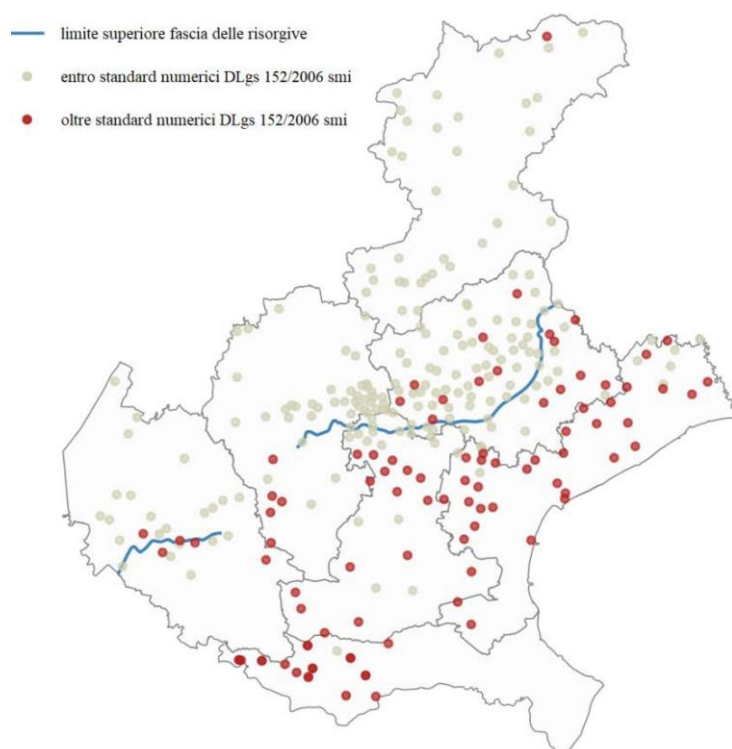 limite superiore fascia delle risorgive
entro standard numerici DLgs 152/2006 smi
oltre standard numerici DLgs 152/2006 smi